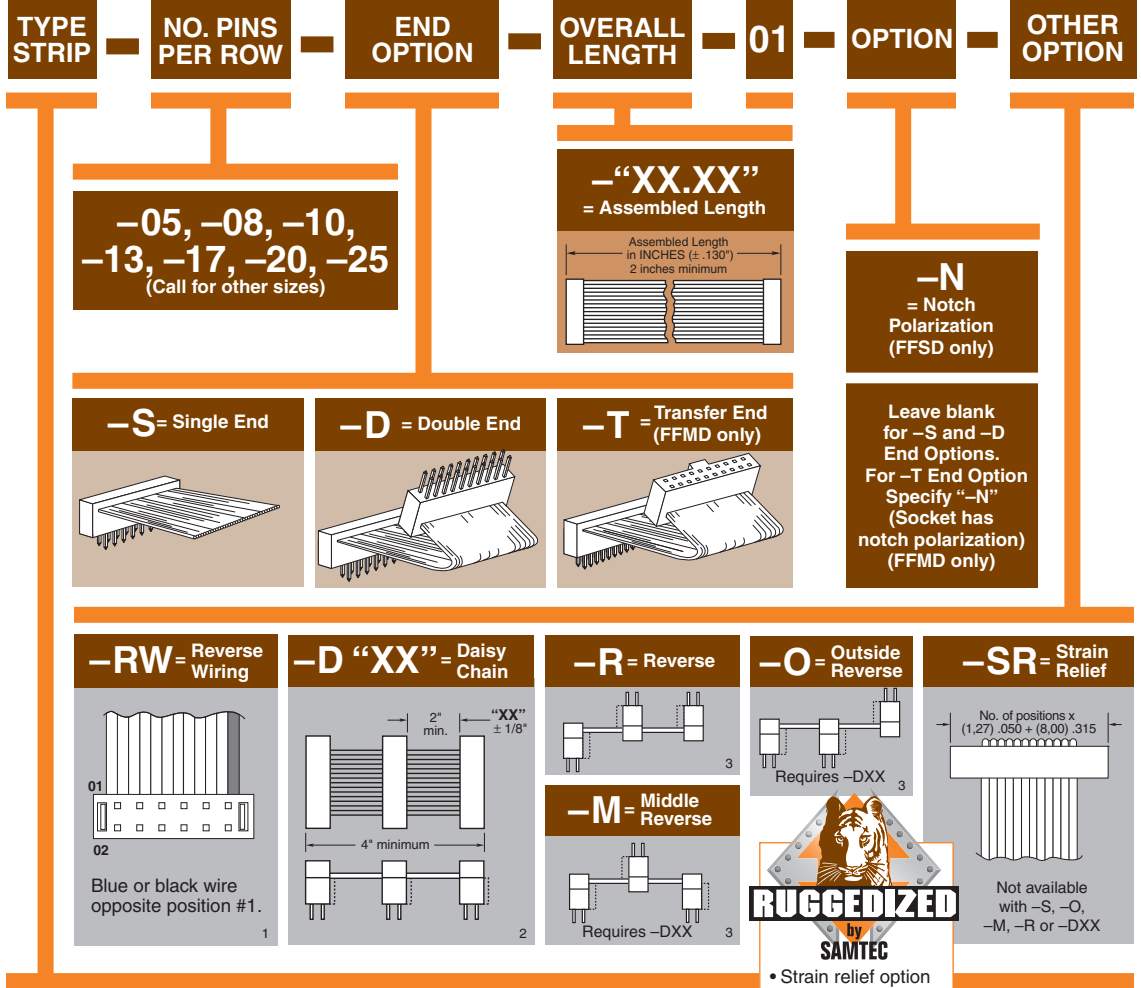 TYPE
STRIP
NO. PINS
PER ROW
END
OPTION
OVERALL
LENGTH
01
OPTION
OTHER
OPTION
–05, –08, –10,
–13, –17, –20, –25
(Call for other sizes)
–“XX.XX”
= Assembled Length
Assembled Length
in INCHES (± .130")
2 inches minimum
–N
= Notch
Polarization
(FFSD only)
Leave blank
for –S and –D
End Options.
For –T End Option
Specify “–N”
(Socket has
notch polarization)
(FFMD only)
–S = Single End
–D = Double End
–T = Transfer End
(FFMD only)
–RW = Reverse
Wiring
01
02
Blue or black wire
opposite position #1.
1
–D “XX” = Daisy
Chain
2"
min.
“XX”
± 1/8"
4" minimum
2
–R = Reverse
3
–M = Middle
Reverse
Requires –DXX
3
–O = Outside
Reverse
Requires –DXX
3
–SR = Strain
Relief
No. of positions x
(1,27) .050 + (8,00) .315
Not available
with –S, –O,
–M, –R or –DXX
RUGGEDIZED
by
SAMTEC
• Strain relief option